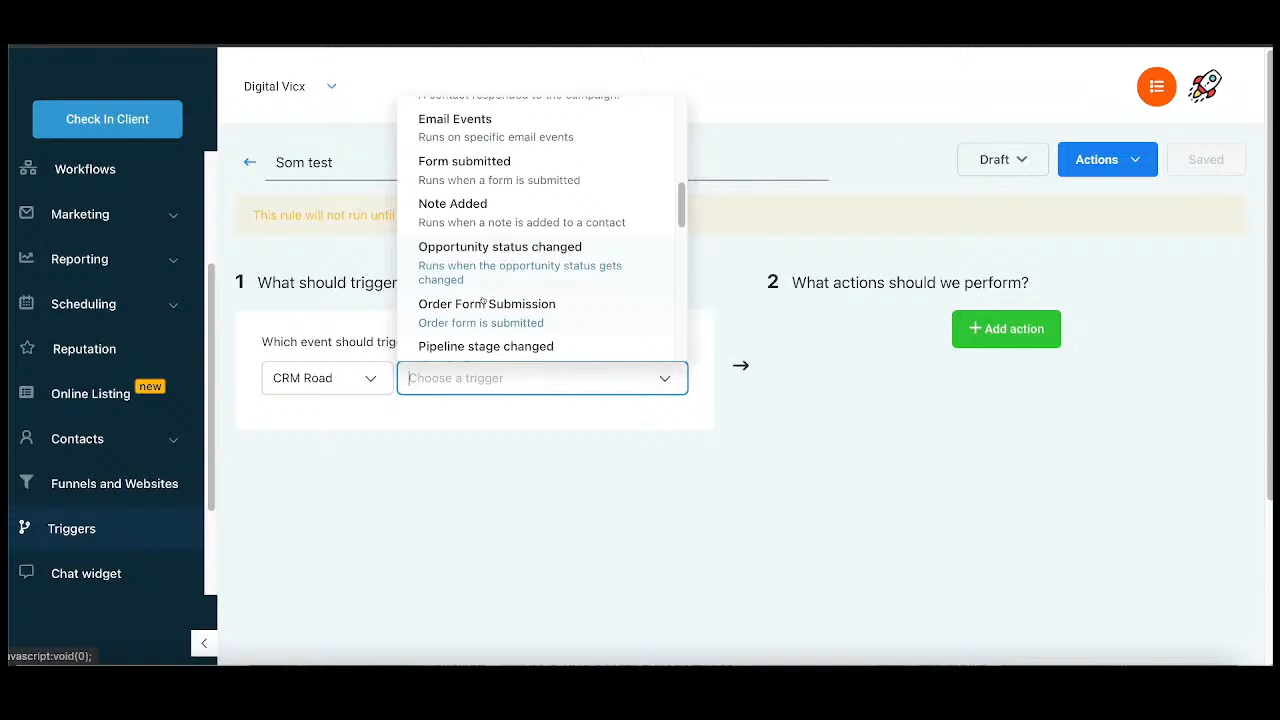 Digital Vicx
Check In Client
Workflows
Marketing
Reporting
Scheduling
Reputation
Online Listing new
Contacts
Funnels and Websites
Triggers
Chat widget
avascript:void(0);
Som test
Draft
Actions
Saved
This rule will not run until
1 What should trigger
Which event should trig
CRM Road
Choose a trigger
A contact responded to the campaign.
Email Events
Runs on specific email events
Form submitted
Runs when a form is submitted
Note Added
Runs when a note is added to a contact
Opportunity status changed
Runs when the opportunity status gets
changed
Order Form Submission
Order form is submitted
Pipeline stage changed
2 What actions should we perform?
+ Add action